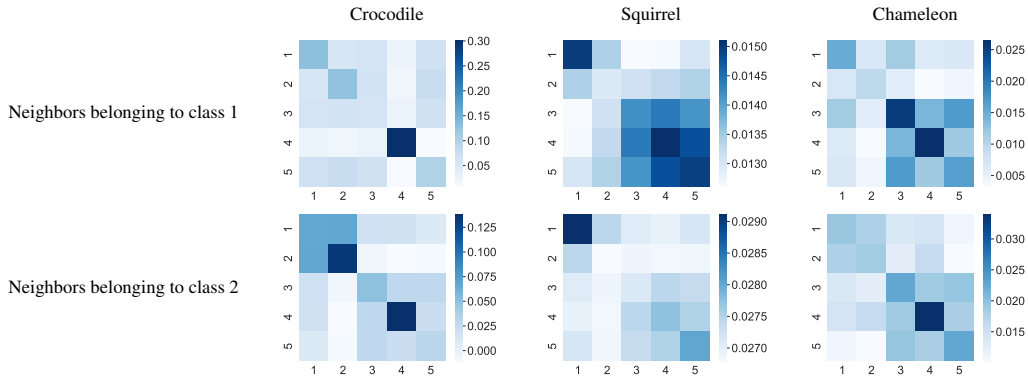 Crocodile Squirrel Chameleon
Neighbors belonging to class 1
1 2 3 4 5
1 2 3 4 5
0.30 0.25 0.20 0.15 0.10 0.05
1 2 3 4 5
1 2 3 4 5
0.0150 0.0145 0.0140 0.0135 0.0130
1 2 3 4 5
1 2 3 4 5
0.025 0.020 0.015 0.010 0.005
Neighbors belonging to class 2
1 2 3 4 5
1 2 3 4 5
0.125 0.100 0.075 0.050 0.025 0.000
1 2 3 4 5
1 2 3 4 5
0.0290 0.0285 0.0280 0.0275 0.0270
1 2 3 4 5
1 2 3 4 5
0.030 0.025 0.020 0.015